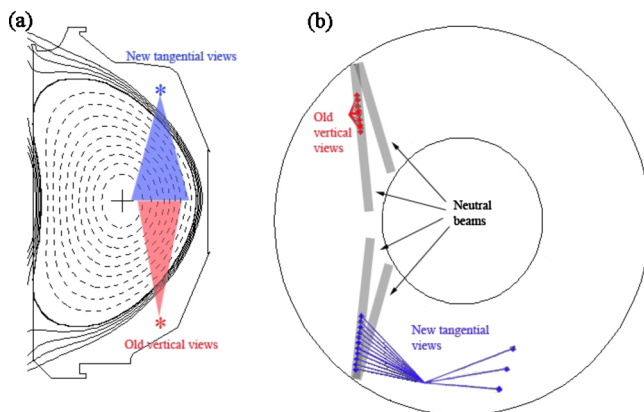 (a)
New tangential views
*
*
Old vertical views
(b)
Old
vertical
views
Neutral
beams
New tangential
views